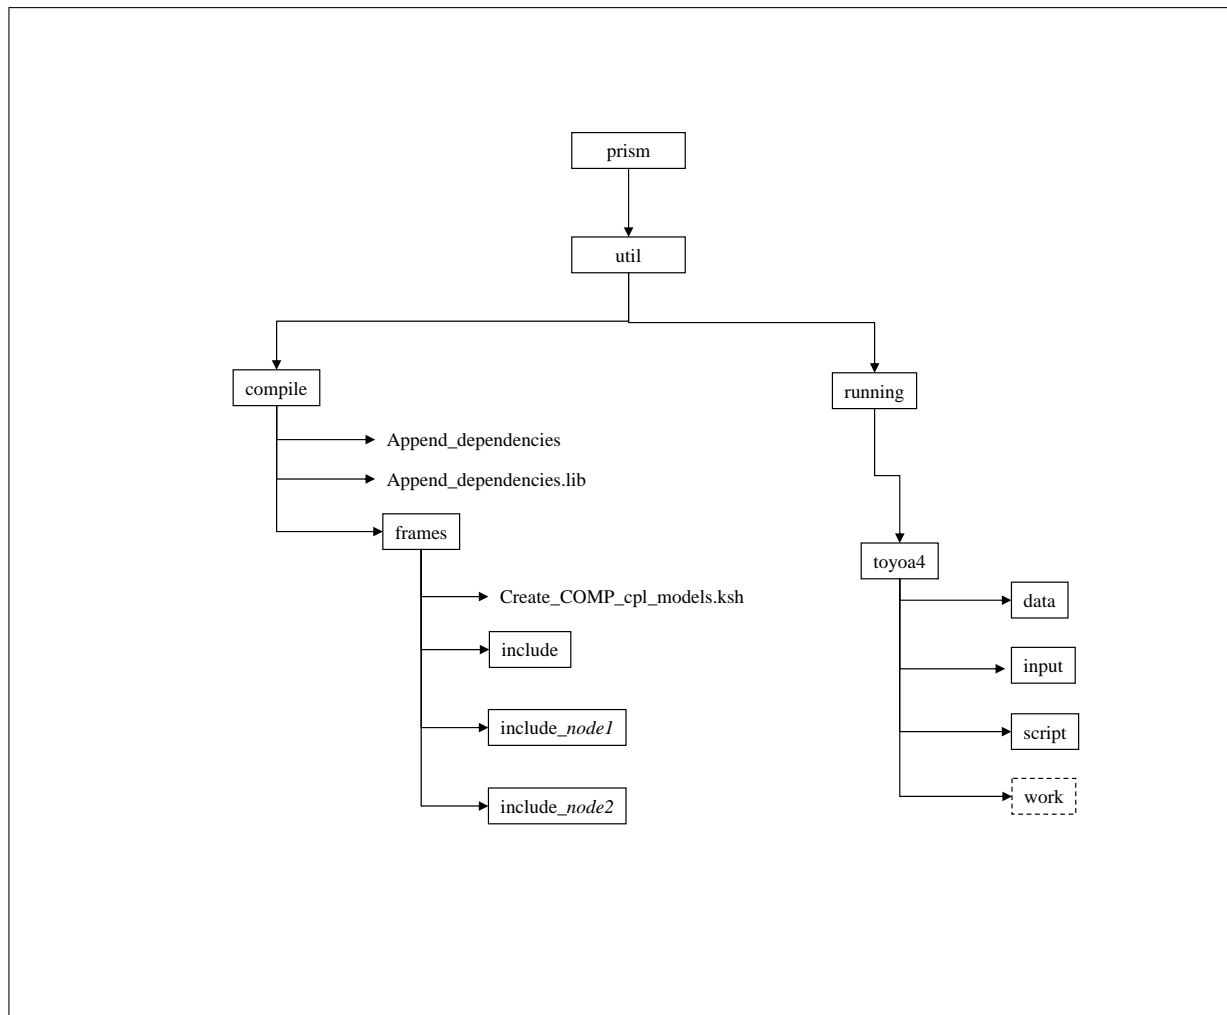 prism
util
compile
running
Append_dependencies
Append_dependencies.lib
frames
toyoa4
Create_COMP_cpl_models.ksh
data
include
input
include_node1
script
include_node2
work